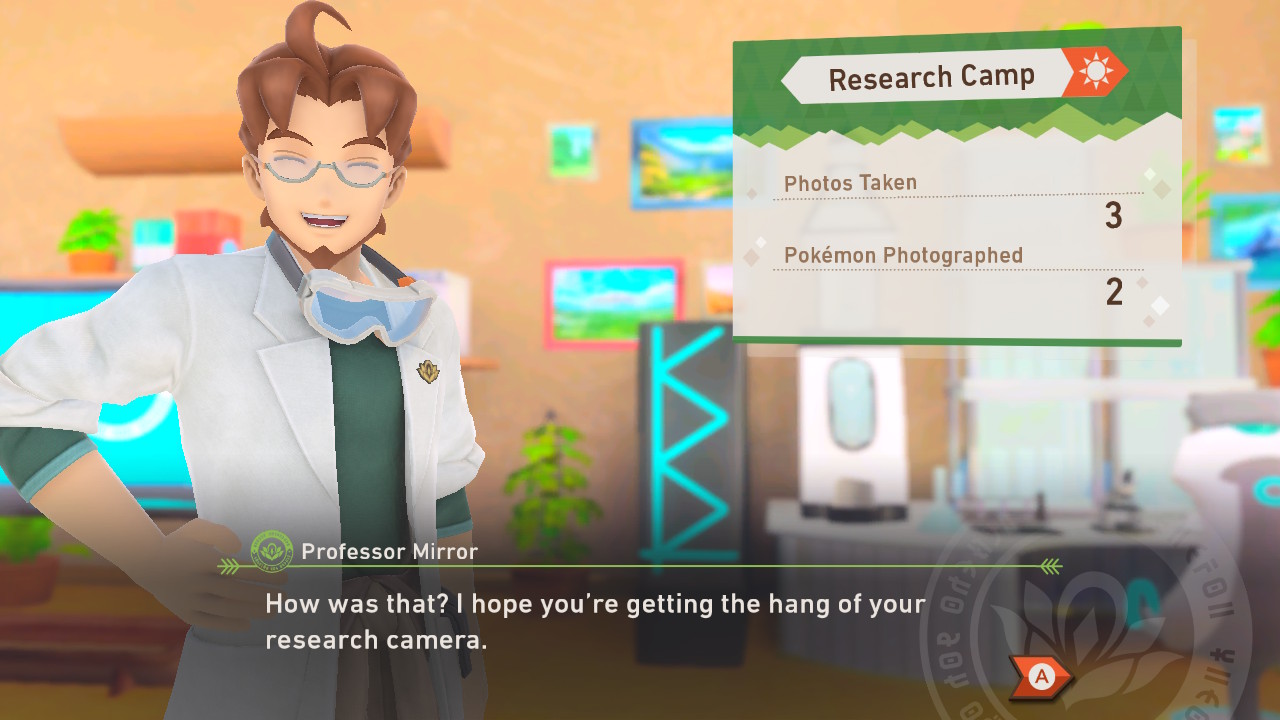 Research Camp
Photos Taken
3
Pokémon Photographed
2
Professor Mirror
How was that? I hope you're getting the hang of your
research camera.
A